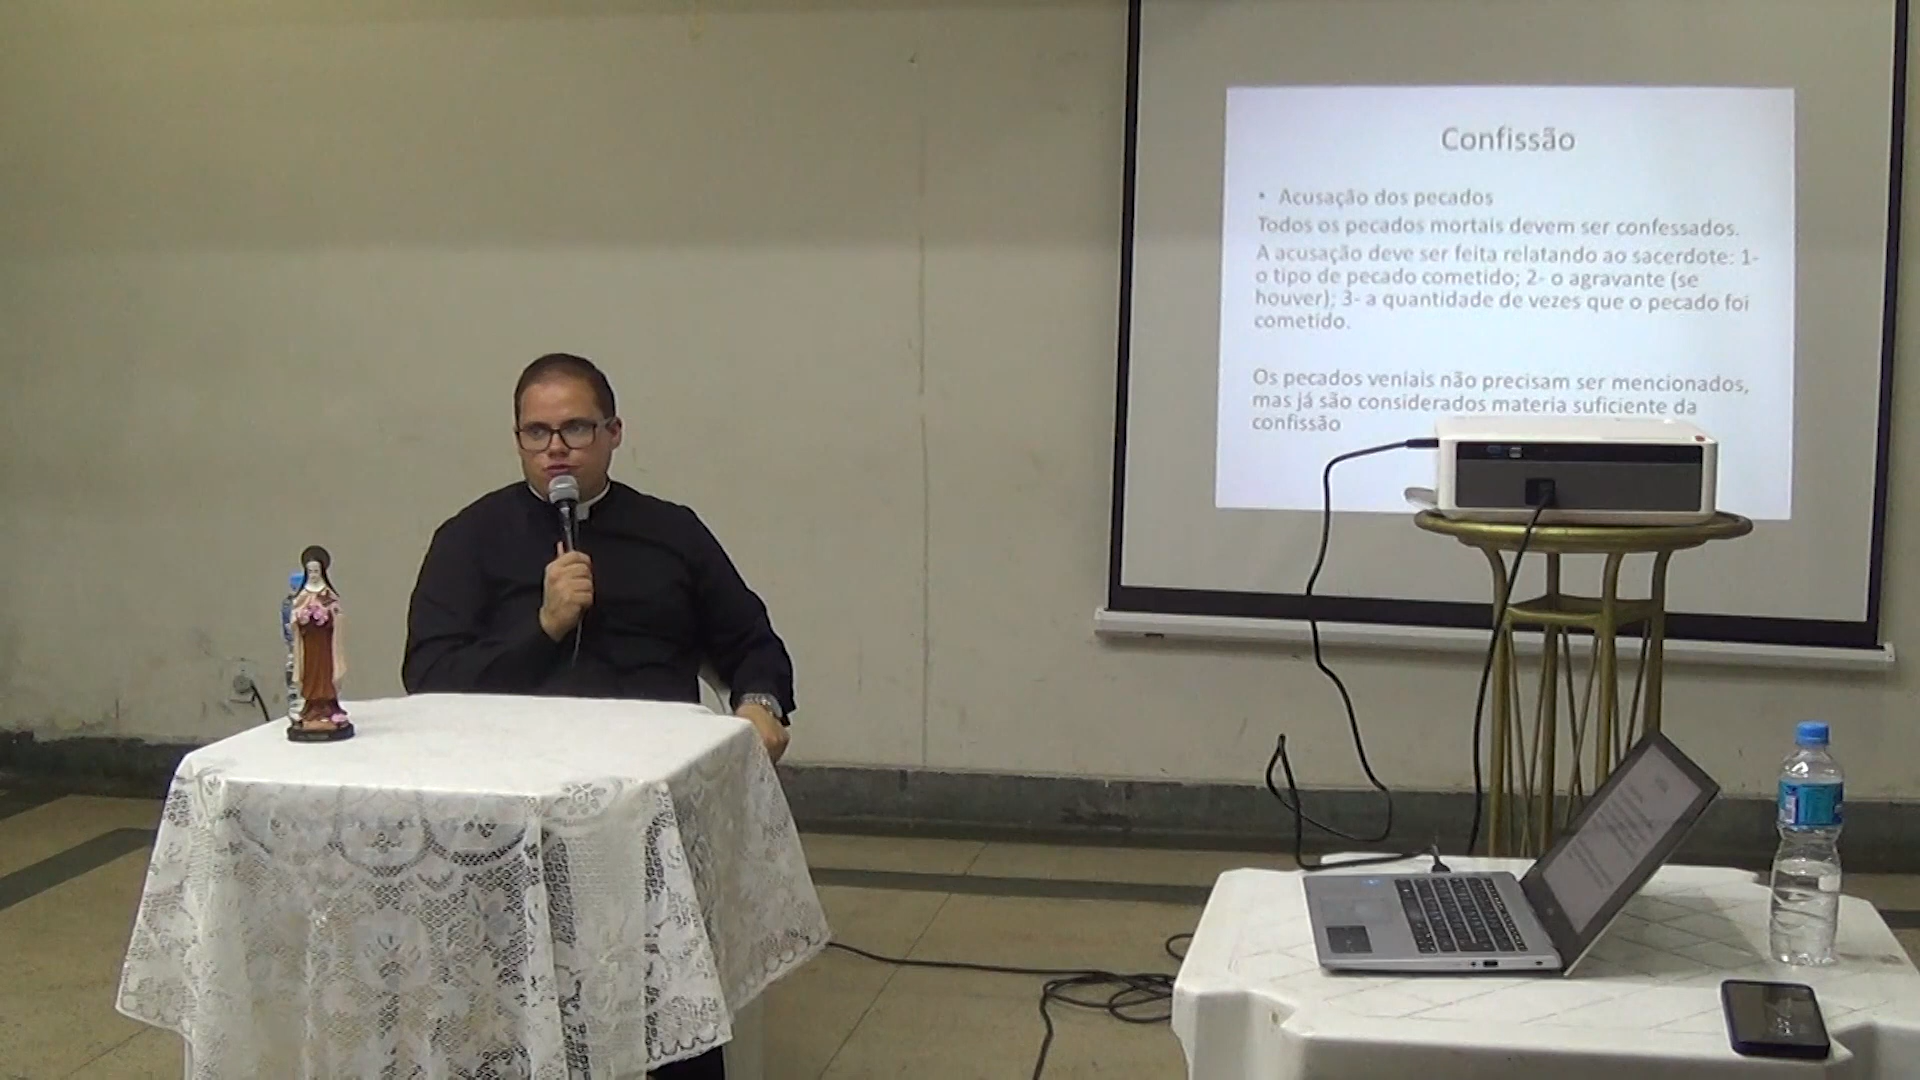 Confissão
• Acusação dos pecados
Todos os pecados mortais devem ser confessados.
A acusação deve ser feita relatando ao sacerdote: 1-
o tipo de pecado cometido; 2- o agravante (se
houver); 3- a quantidade de vezes que o pecado foi
cometido.
Os pecados veniais não precisam ser mencionados,
mas já são considerados materia suficiente da
confissão